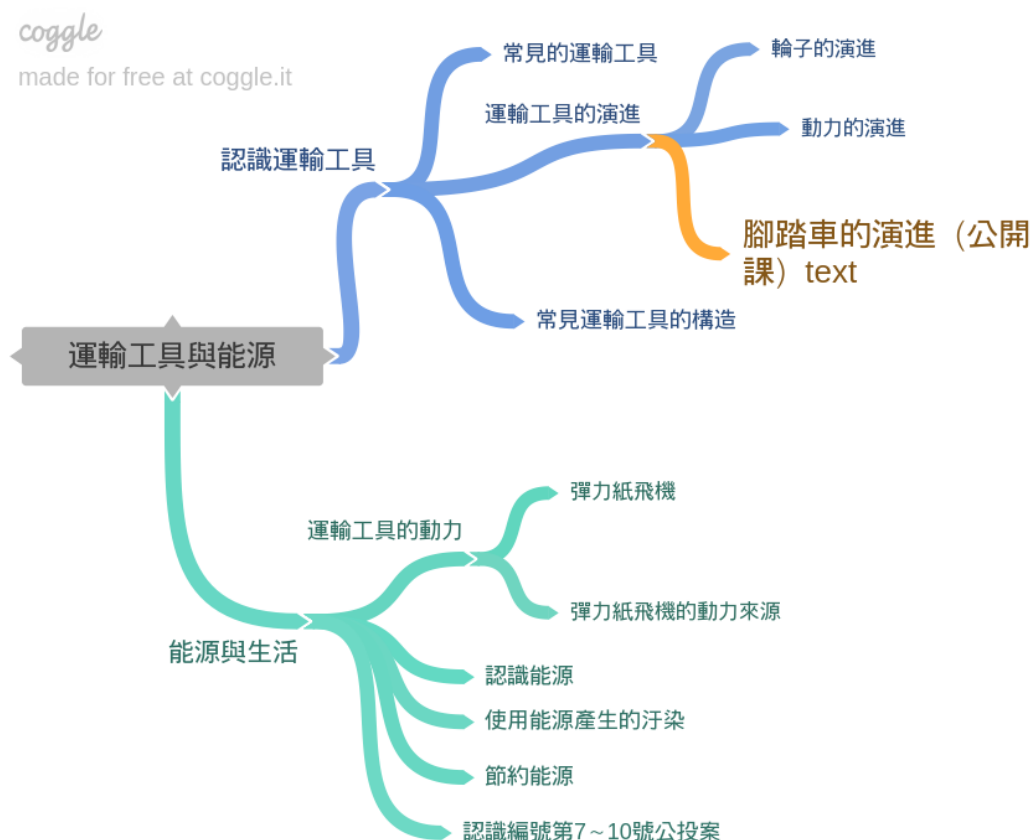 coggle
made for free at coggle.it
常見的運輸工具
輪子的演進
運輸工具的演進
動力的演進
認識運輸工具
腳踏車的演進（公開
課）text
常見運輸工具的構造
運輸工具與能源
彈力紙飛機
運輸工具的動力
彈力紙飛機的動力來源
能源與生活
認識能源
使用能源產生的汙染
節約能源
認識編號第7~10號公投案